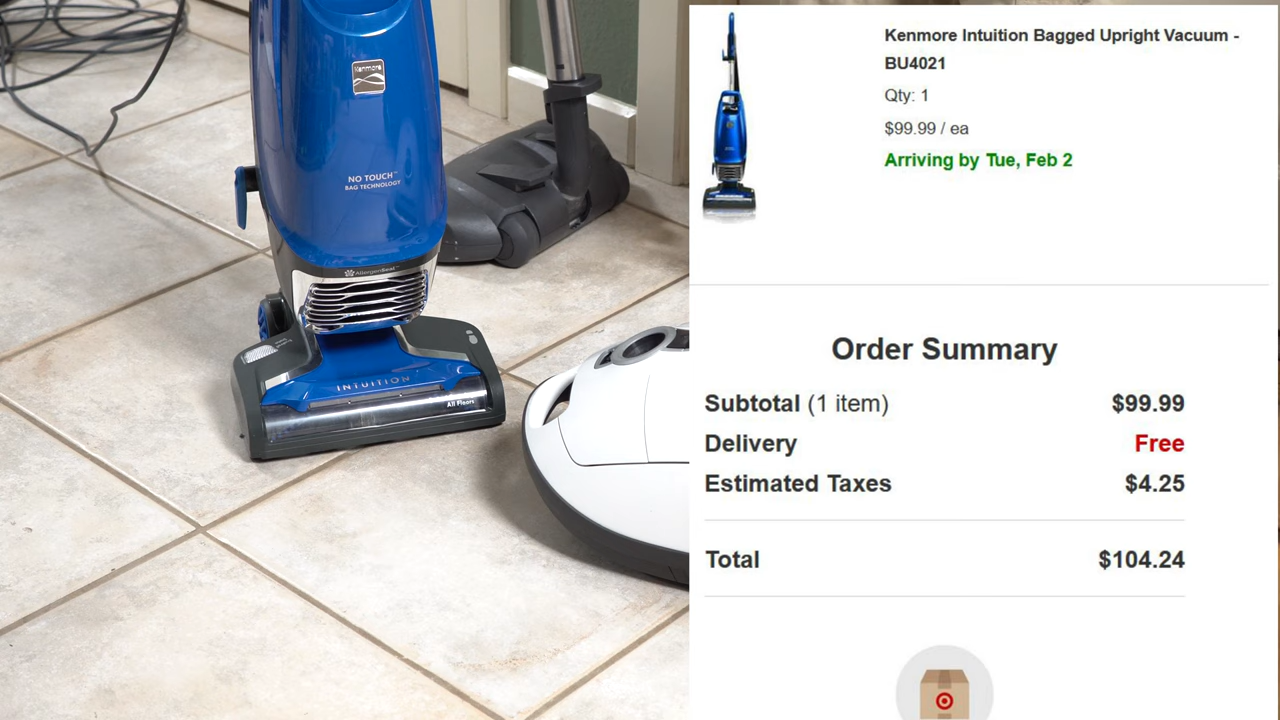 Kenmore
NO TOUCH™
BAG TECHNOLOGY
AllergenSeal™
INTUITION
All Floors
Kenmore Intuition Bagged Upright Vacuum -
BU4021
Qty: 1
$99.99 / ea
Arriving by Tue, Feb 2
Order Summary
Subtotal (1 item) $99.99
Delivery Free
Estimated Taxes $4.25
Total $104.24